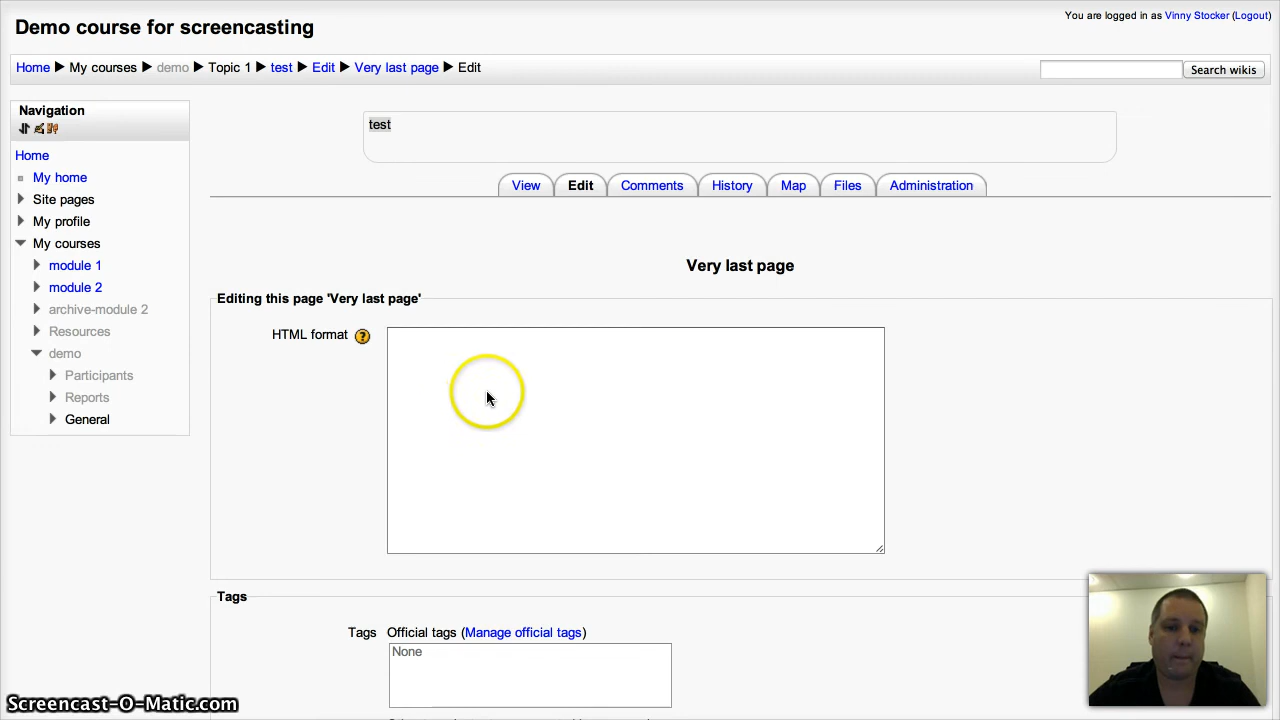 Demo course for screencasting
You are logged in as Vinny Stocker (Logout)
Home ▶ My courses ▶ demo ▶ Topic 1 ▶ test ▶ Edit ▶ Very last page ▶ Edit
Search wikis
Navigation
Home
My home
Site pages
My profile
My courses
module 1
module 2
archive-module 2
Resources
demo
Participants
Reports
General
test
View Edit Comments History Map Files Administration
Very last page
Editing this page 'Very last page'
HTML format
Tags
Tags Official tags (Manage official tags)
None
Screencast-O-Matic.com